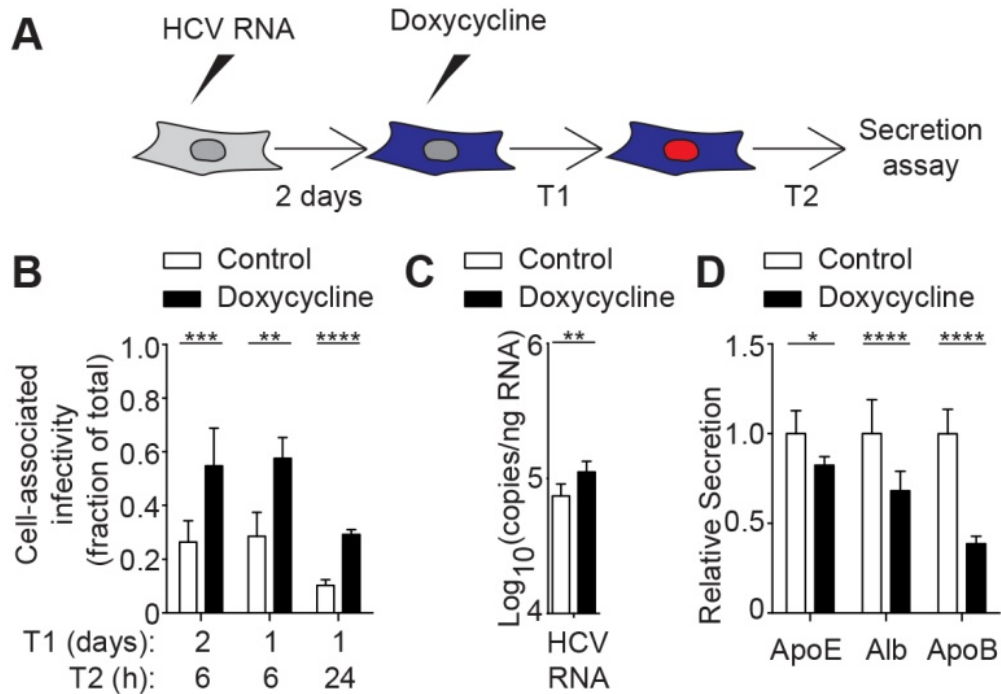 A
HCV RNA
Doxycycline
2 days
T1
T2
Secretion
assay
B
Control
Doxycycline
*** ** ****
Cell-associated
infectivity
(fraction of total)
1.0
0.8
0.6
0.4
0.2
0
T1 (days): 2 1 1
T2 (h): 6 6 24
C
Control
Doxycycline
**
Log10(copies/ng RNA)
6
5
4
HCV
RNA
D
Control
Doxycycline
* **** ****
Relative Secretion
1.5
1.0
0.5
0
ApoE Alb ApoB